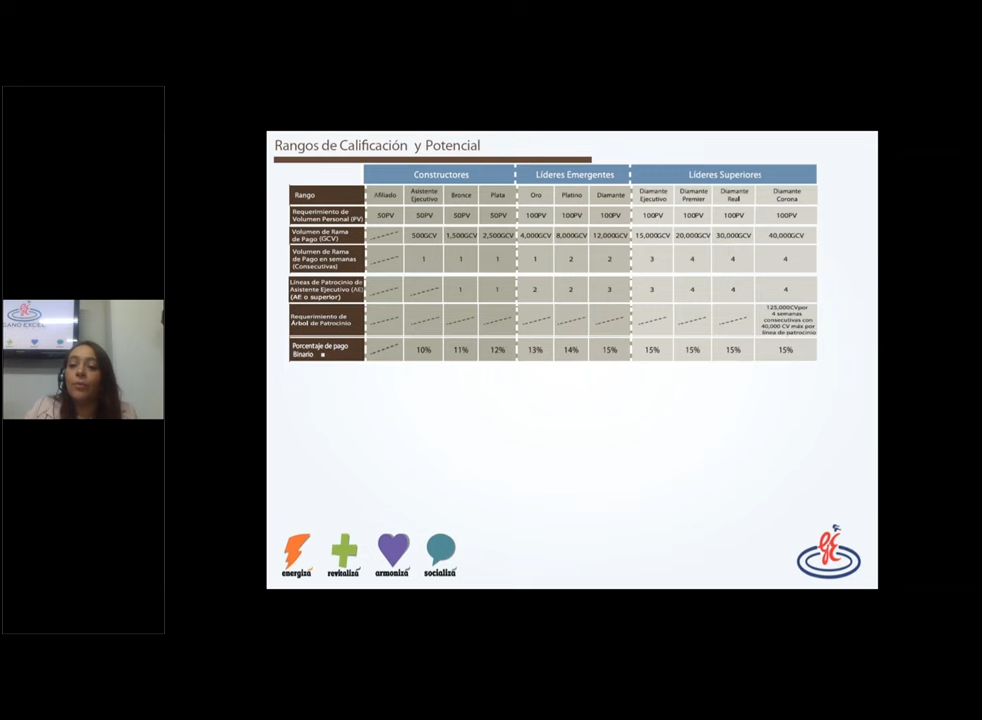 GANO EXCEL
Rangos de Calificación y Potencial
Constructores Líderes Emergentes Líderes Superiores
Rango Afiliado Asistente Ejecutivo Bronce Plata Oro Platino Diamante Diamante Ejecutivo Diamante Premier Diamante Real Diamante Corona
Requerimiento de Volumen Personal (PV) 50PV 50PV 50PV 50PV 100PV 100PV 100PV 100PV 100PV 100PV 100PV
Volumen de Rama de Pago (GCV) 500GCV 1,500GCV 2,500GCV 4,000GCV 8,000GCV 12,000GCV 15,000GCV 20,000GCV 30,000GCV 40,000GCV
Volumen de Rama de Pago en semanas (Consecutivas) 1 1 1 1 2 2 3 4 4 4
Líneas de Patrocinio de Asistente Ejecutivo (AE) (AE o superior) 1 1 2 2 3 3 4 4 4
Requerimiento de Árbol de Patrocinio 125,000CVpor 4 semanas consecutivas con 40,000 CV más por línea de patrocinio
Porcentaje de pago Binario 10% 11% 12% 13% 14% 15% 15% 15% 15% 15%
energizá revitalizá armonizá socializá
GE